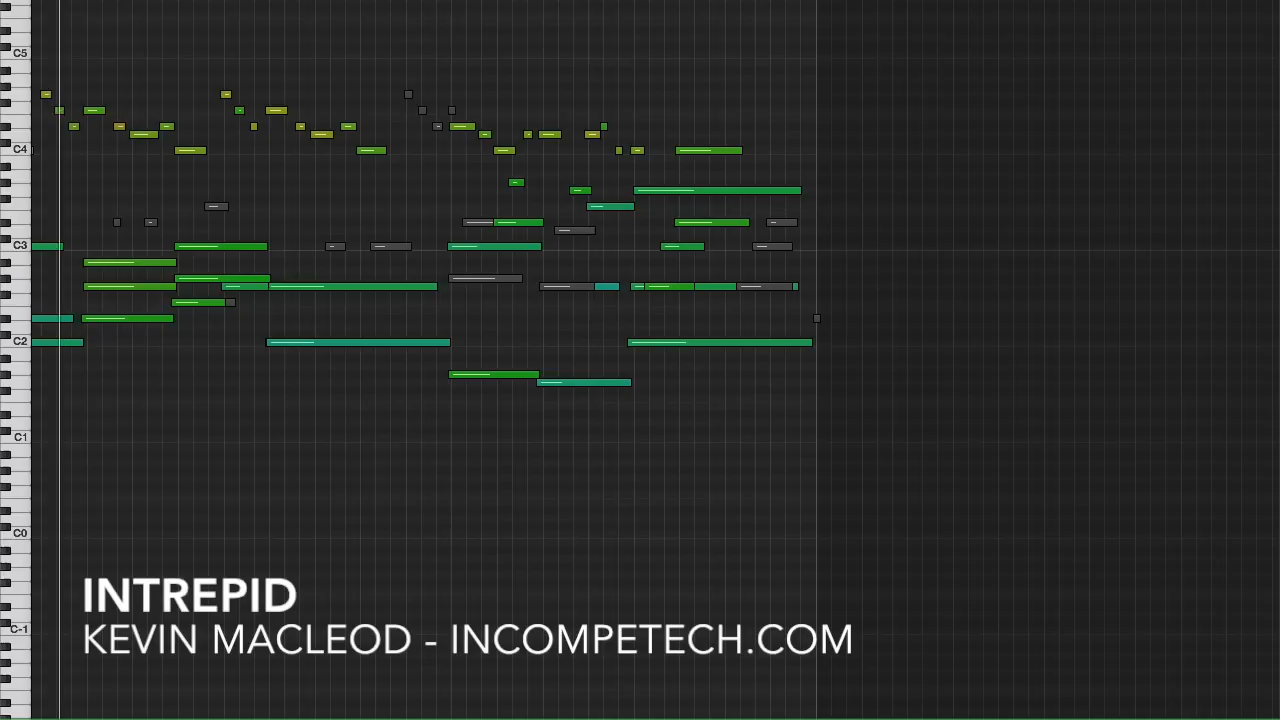 C5
C4
C3
C2
C1
C0
C-1
INTREPID
KEVIN MACLEOD - INCOMPETECH.COM